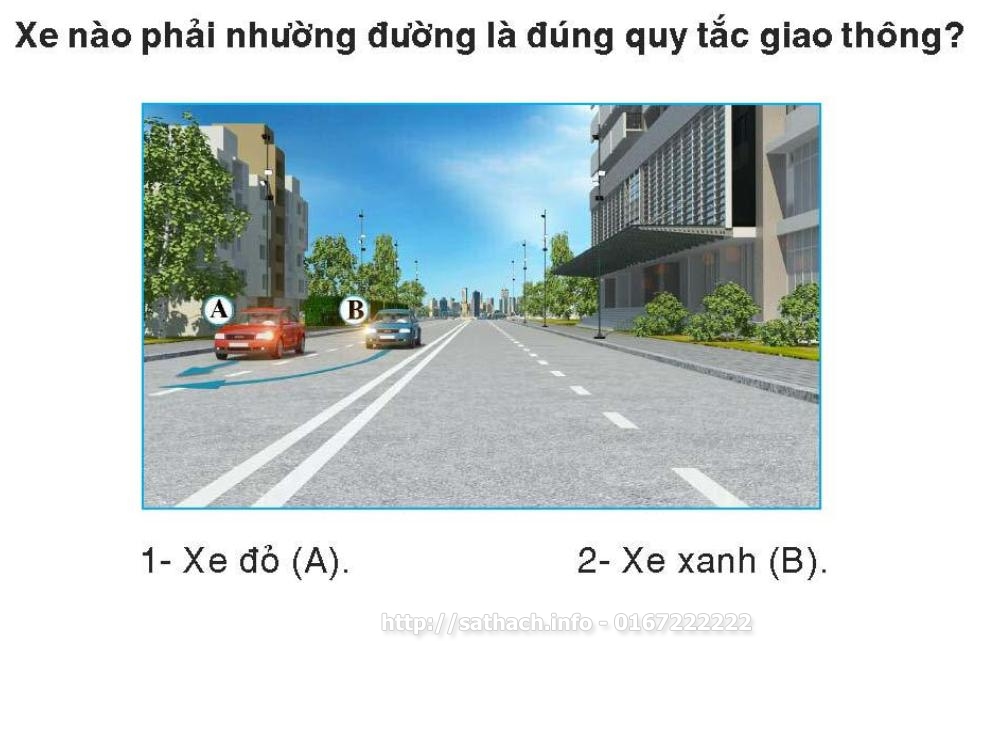 Xe nào phải nhường đường là đúng quy tắc giao thông?
A
B
1- Xe đỏ (A).
2- Xe xanh (B).
http://sathach.info - 0167222222